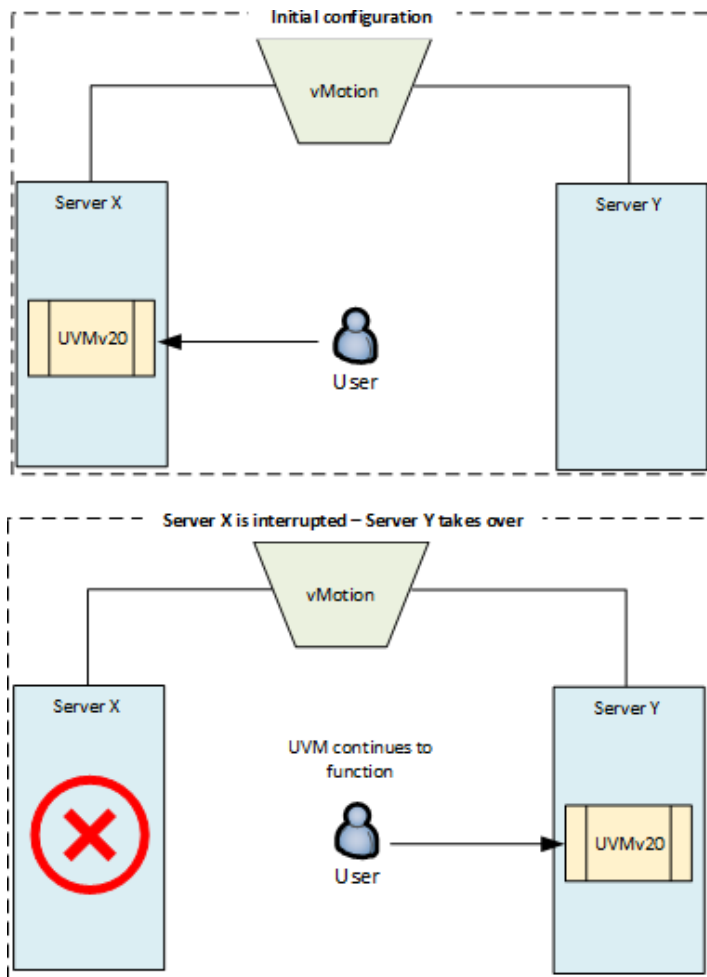 Initial configuration
vMotion
Server X
Server Y
UVMv20
User
Server X is interrupted – Server Y takes over
vMotion
Server X
Server Y
UVM continues to
function
UVMv20
User